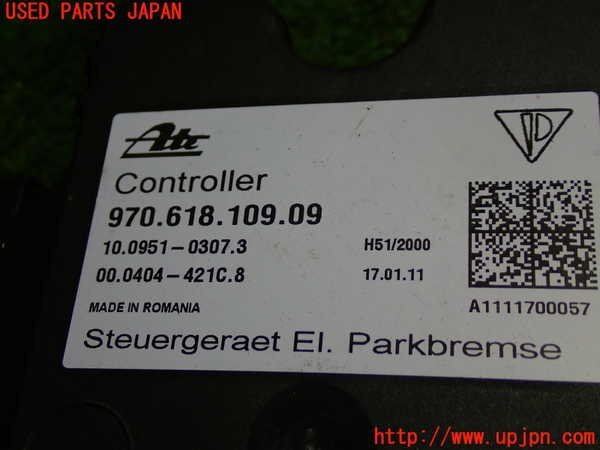 USED PARTS JAPAN
Ate
Controller
970.618.109.09
10.0951-0307.3 H51/2000
00.0404-421C.8 17.01.11
MADE IN ROMANIA A1111700057
Steuergeraet El. Parkbremse
http://www.upjpn.com/